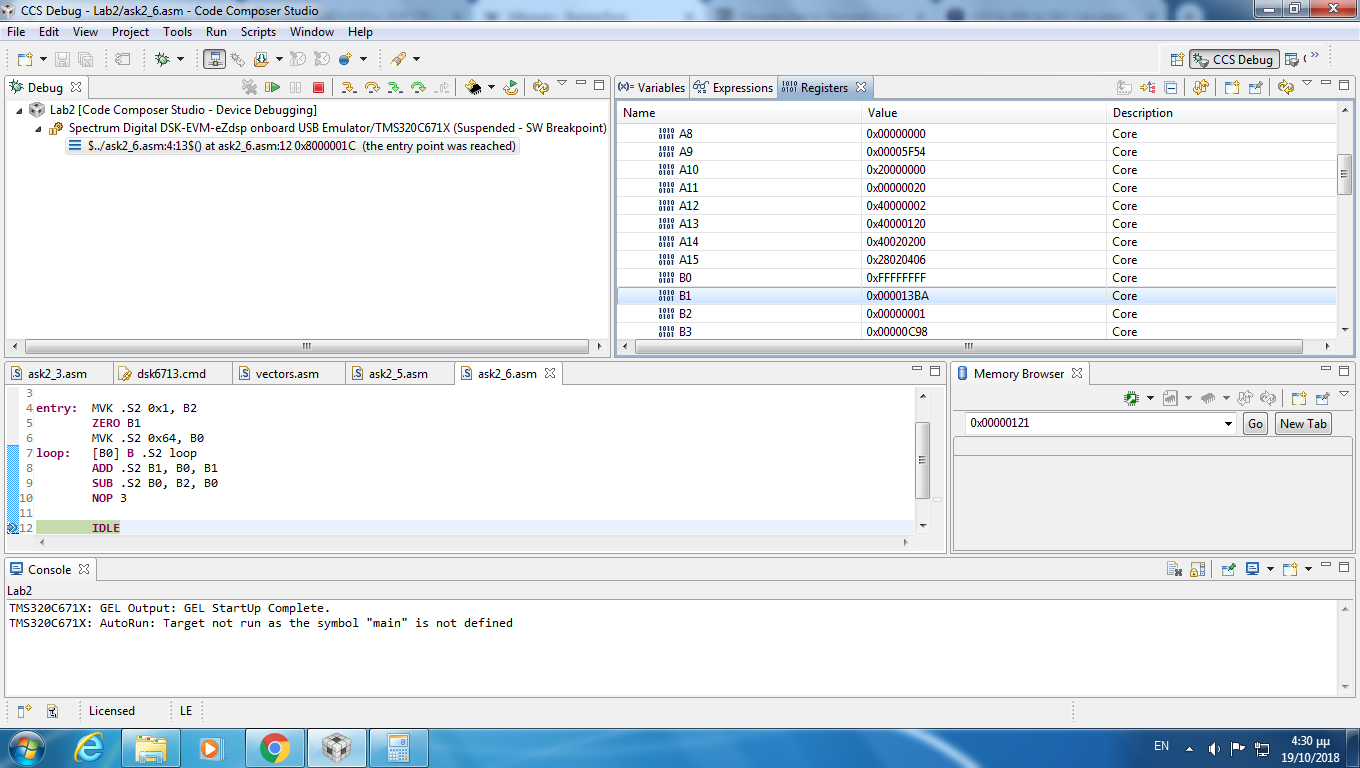 CCS Debug - Lab2/ask2_6.asm - Code Composer Studio
File Edit View Project Tools Run Scripts Window Help
CCS Debug
Debug
Lab2 [Code Composer Studio - Device Debugging]
Spectrum Digital DSK-EVM-eZdsp onboard USB Emulator/TMS320C671X (Suspended - SW Breakpoint)
$../ask2_6.asm:4:13$() at ask2_6.asm:12 0x8000001C (the entry point was reached)
(x)= Variables Expressions Registers
Name Value Description
A8 0x00000000 Core
A9 0x00005F54 Core
A10 0x20000000 Core
A11 0x00000020 Core
A12 0x40000002 Core
A13 0x40000120 Core
A14 0x40020200 Core
A15 0x28020406 Core
B0 0xFFFFFFFF Core
B1 0x000013BA Core
B2 0x00000001 Core
B3 0x00000C98 Core
ask2_3.asm dsk6713.cmd vectors.asm ask2_5.asm ask2_6.asm
3
4 entry: MVK .S2 0x1, B2
5 ZERO B1
6 MVK .S2 0x64, B0
7 loop: [B0] B .S2 loop
8 ADD .S2 B1, B0, B1
9 SUB .S2 B0, B2, B0
10 NOP 3
11
12 IDLE
Memory Browser
0x00000121 Go New Tab
Console
Lab2
TMS320C671X: GEL Output: GEL StartUp Complete.
TMS320C671X: AutoRun: Target not run as the symbol "main" is not defined
Licensed LE
EN 4:30 μμ
19/10/2018